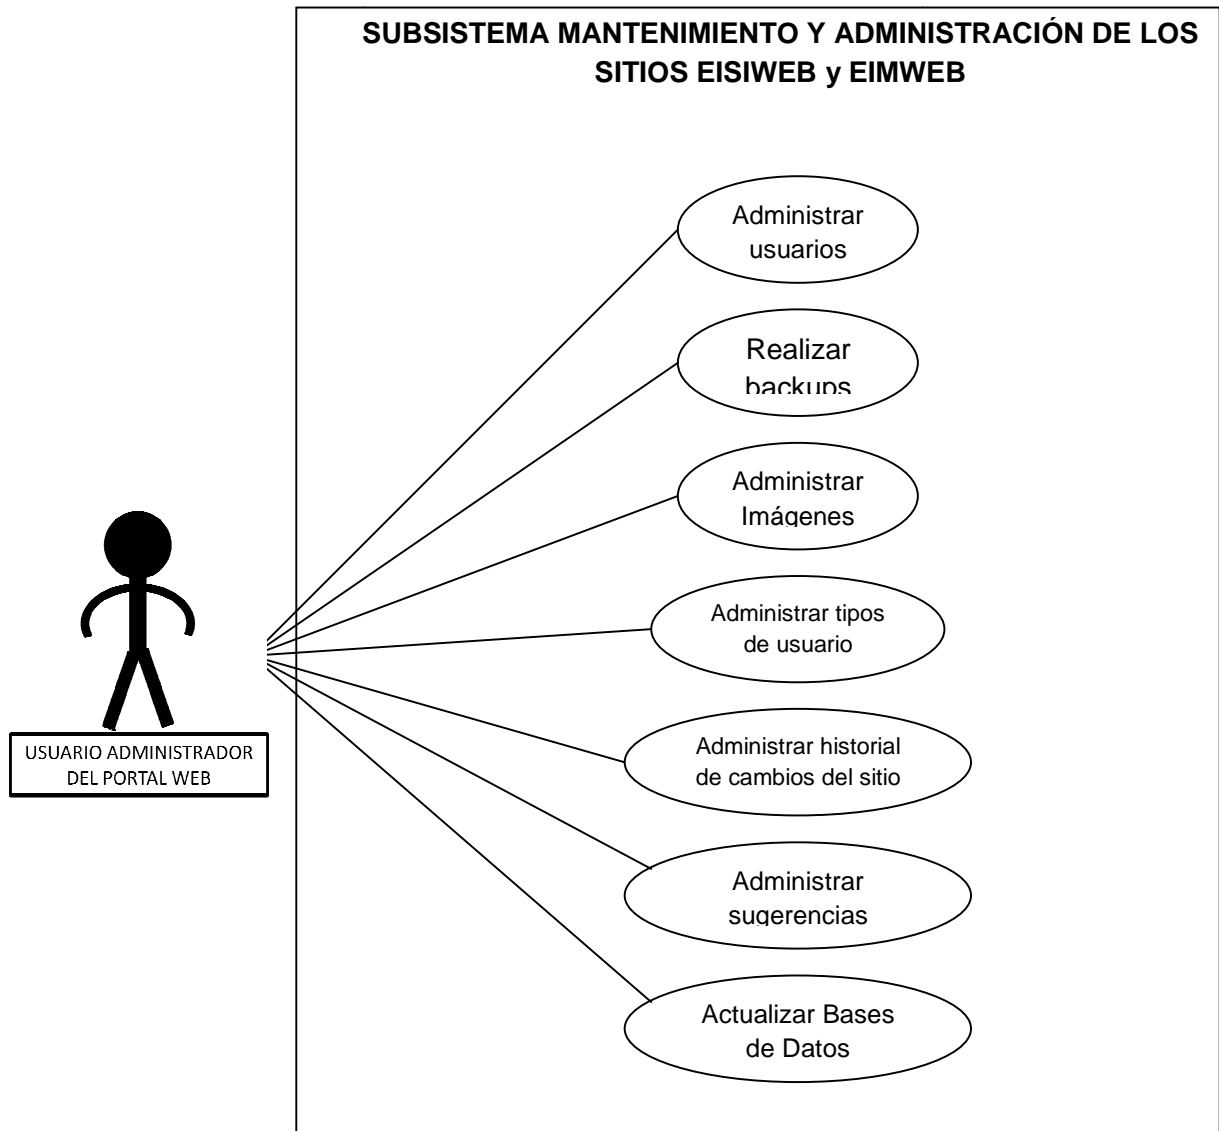 SUBSISTEMA MANTENIMIENTO Y ADMINISTRACIÓN DE LOS
SITIOS EISIWEB y EIMWEB
Administrar
usuarios
Realizar
backups
Administrar
Imágenes
Administrar tipos
de usuario
USUARIO ADMINISTRADOR
DEL PORTAL WEB
Administrar historial
de cambios del sitio
Administrar
sugerencias
Actualizar Bases
de Datos